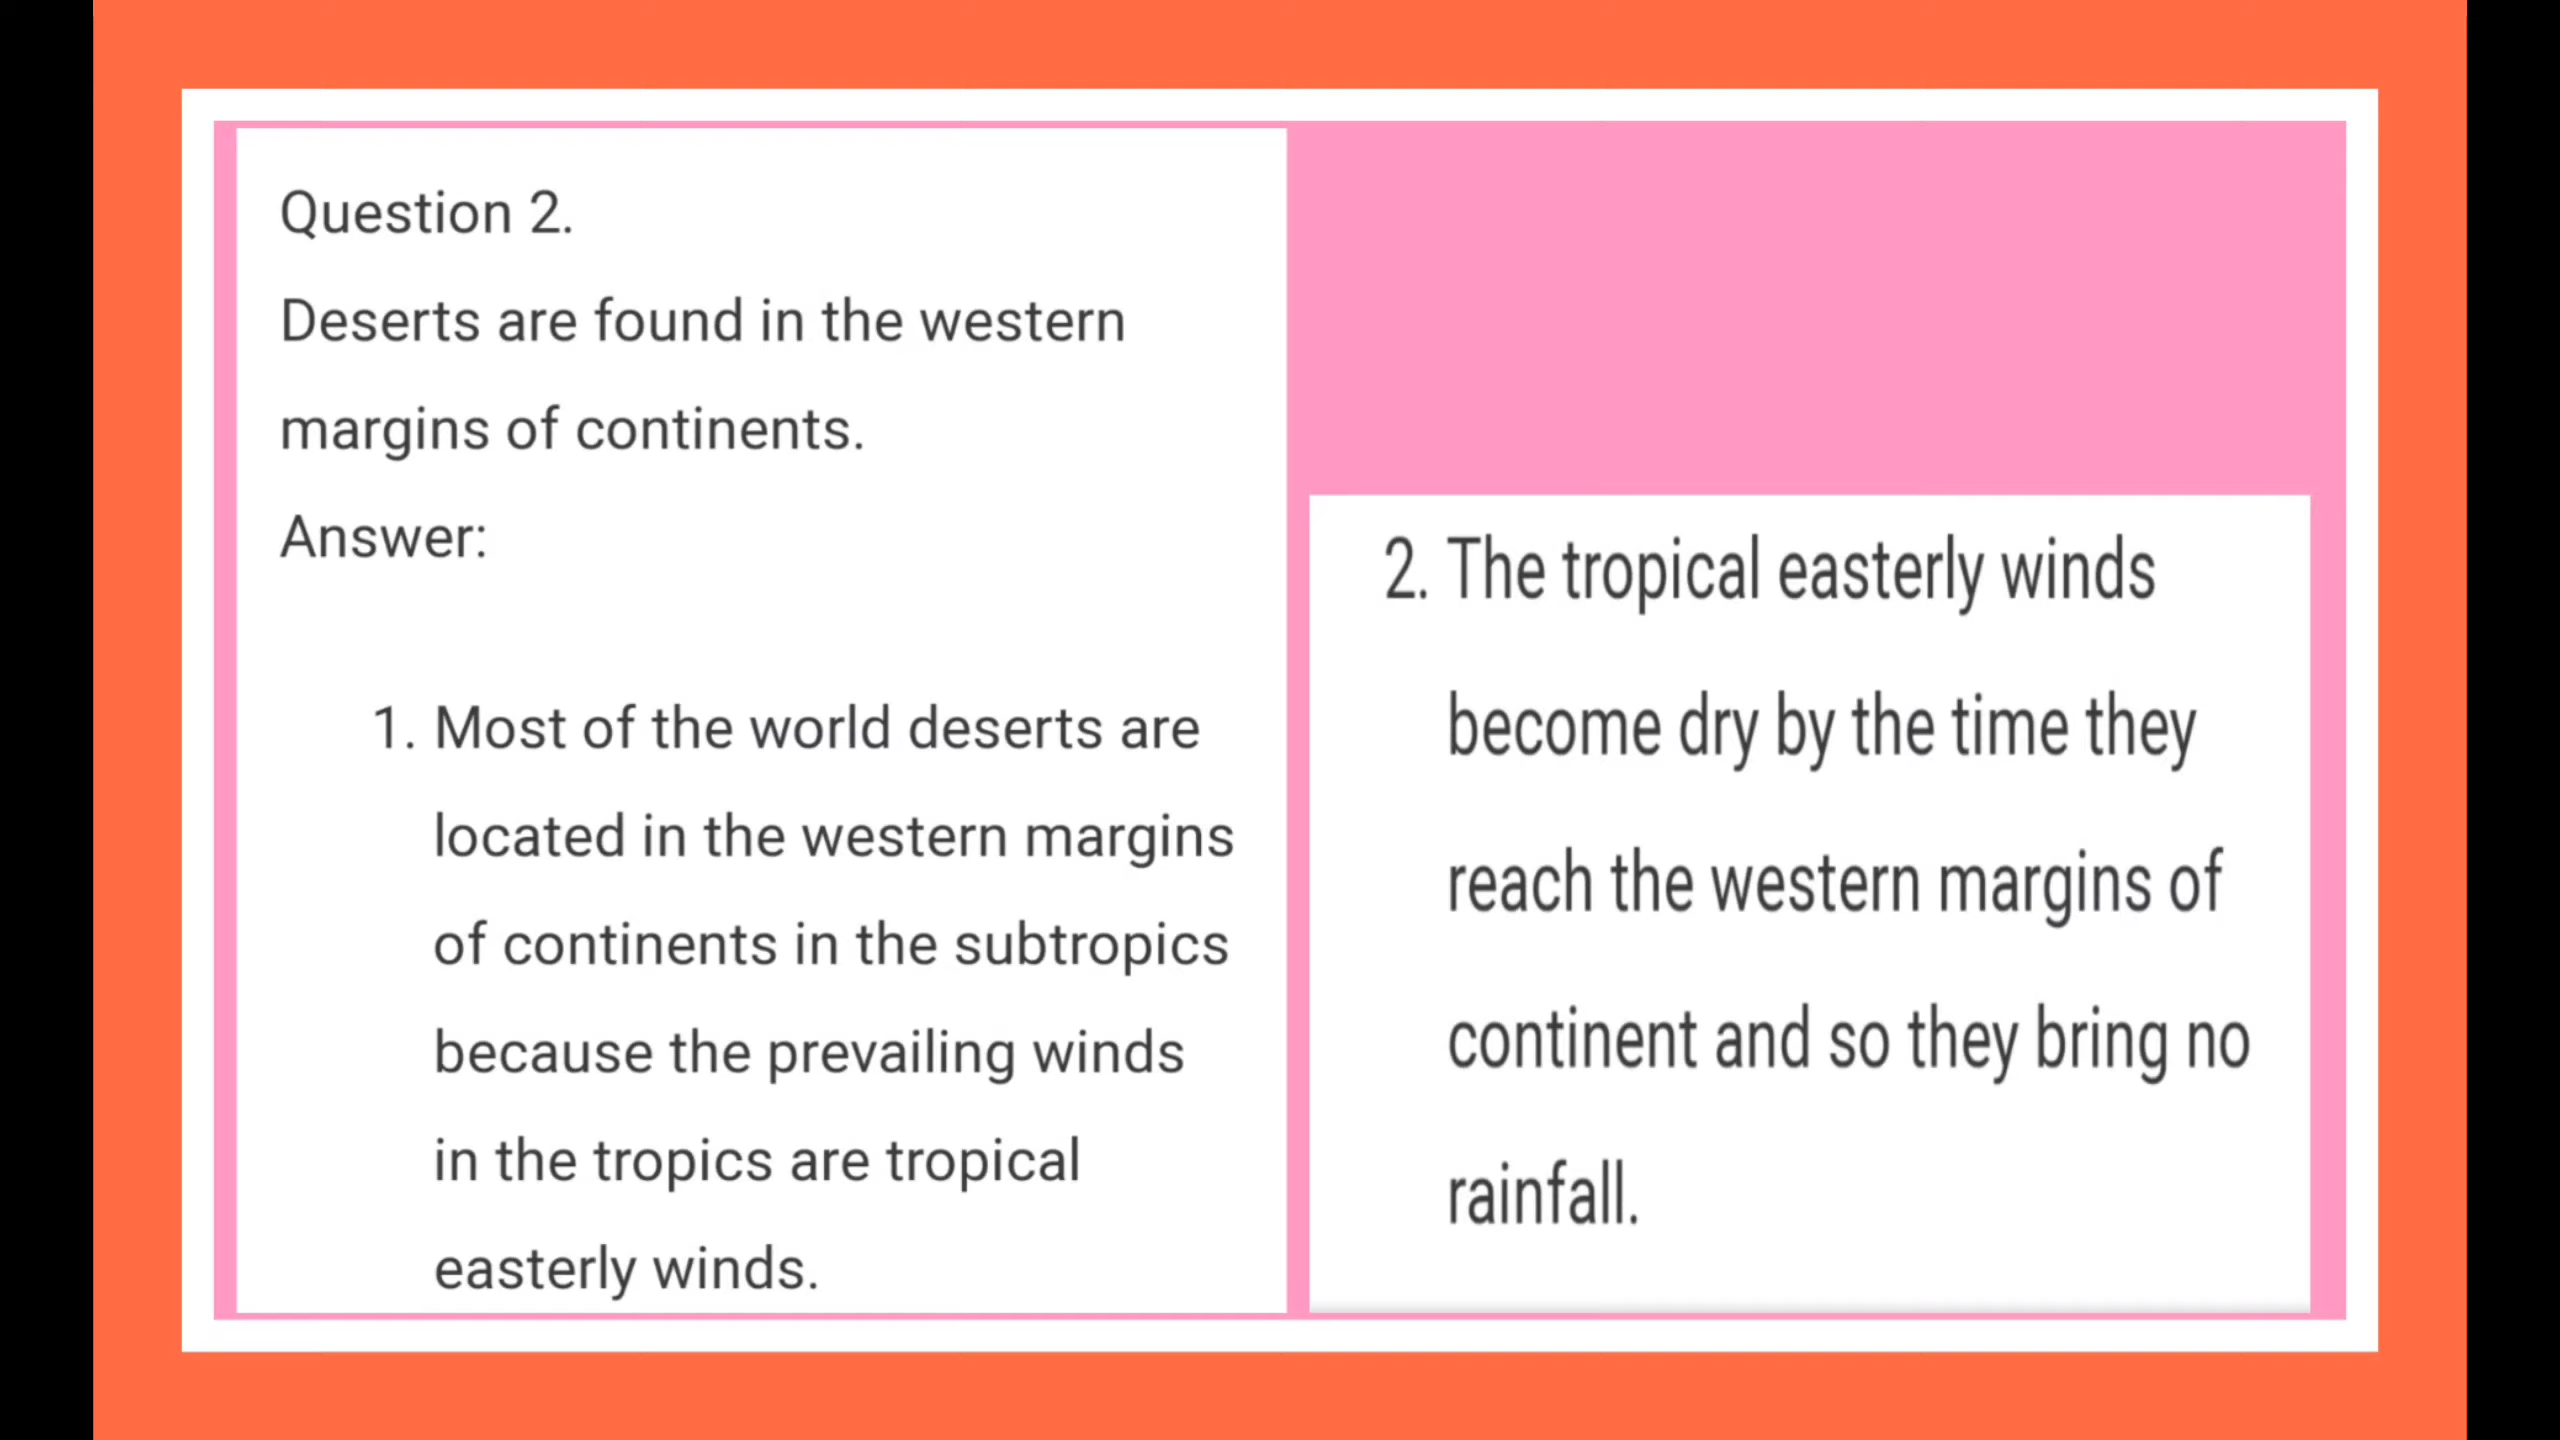 Question 2.
Deserts are found in the western
margins of continents.
Answer:
1. Most of the world deserts are
located in the western margins
of continents in the subtropics
because the prevailing winds
in the tropics are tropical
easterly winds.
2. The tropical easterly winds
become dry by the time they
reach the western margins of
continent and so they bring no
rainfall.